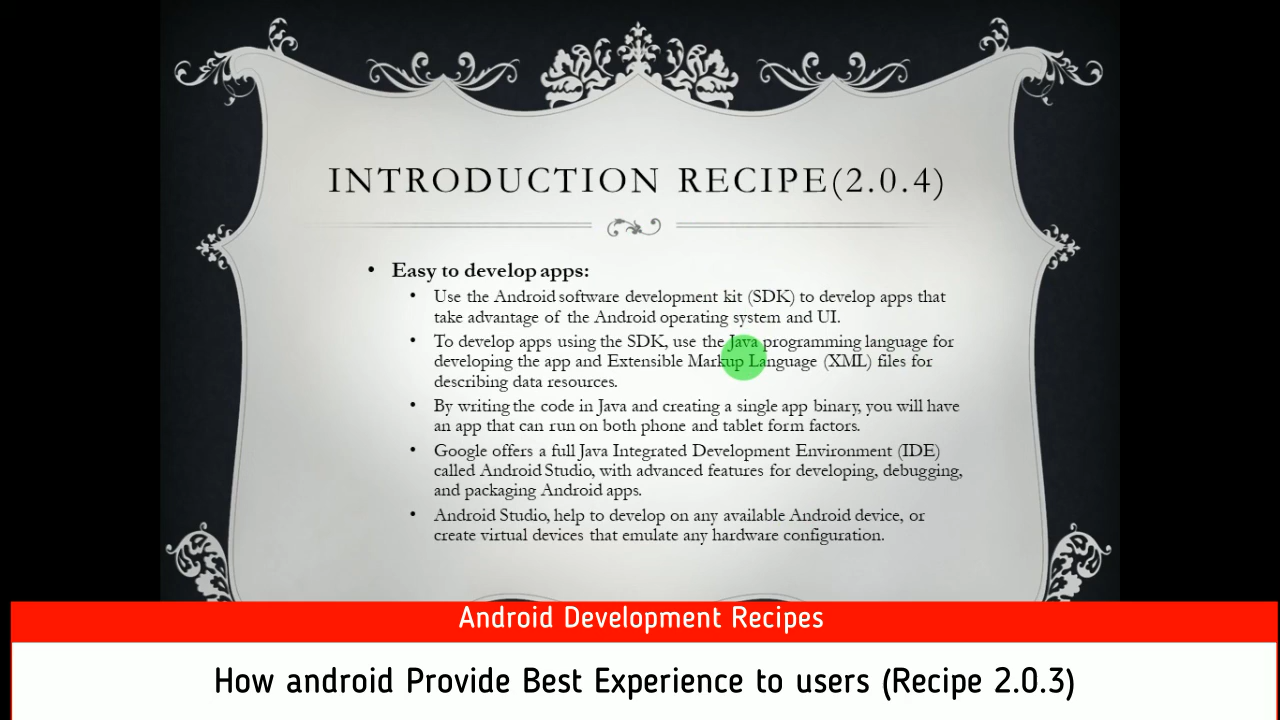 INTRODUCTION RECIPE(2.0.4)
• Easy to develop apps:
• Use the Android software development kit (SDK) to develop apps that
take advantage of the Android operating system and UI.
• To develop apps using the SDK, use the Java programming language for
developing the app and Extensible Markup Language (XML) files for
describing data resources.
• By writing the code in Java and creating a single app binary, you will have
an app that can run on both phone and tablet form factors.
• Google offers a full Java Integrated Development Environment (IDE)
called Android Studio, with advanced features for developing, debugging,
and packaging Android apps.
• Android Studio, help to develop on any available Android device, or
create virtual devices that emulate any hardware configuration.
Android Development Recipes
How android Provide Best Experience to users (Recipe 2.0.3)